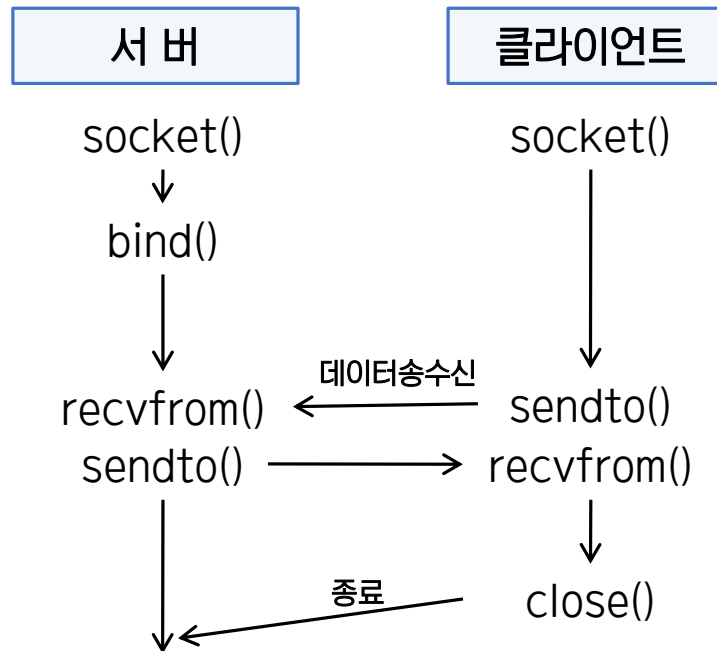 서 버
클라이언트
socket()
socket()
bind()
데이터송수신
recvfrom()
sendto()
sendto()
recvfrom()
종료
close()